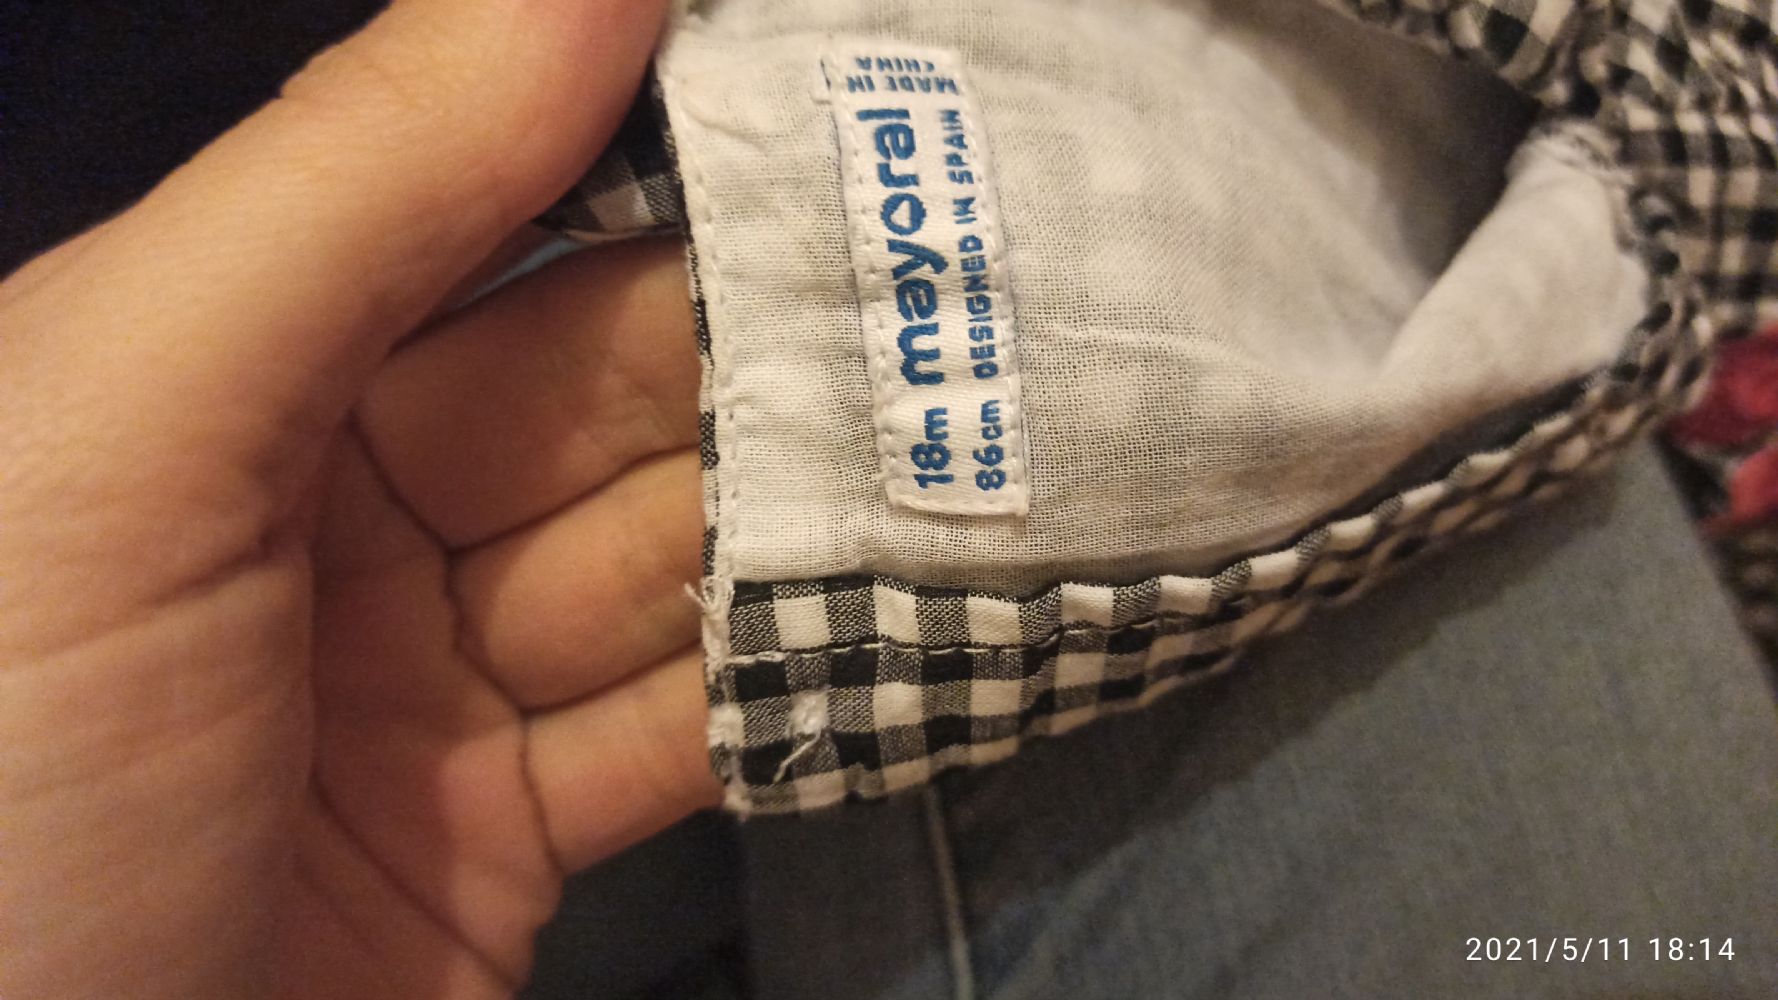 18m mayoral
86cm DESIGNED IN SPAIN
MADE IN
CHINA
2021/5/11 18:14